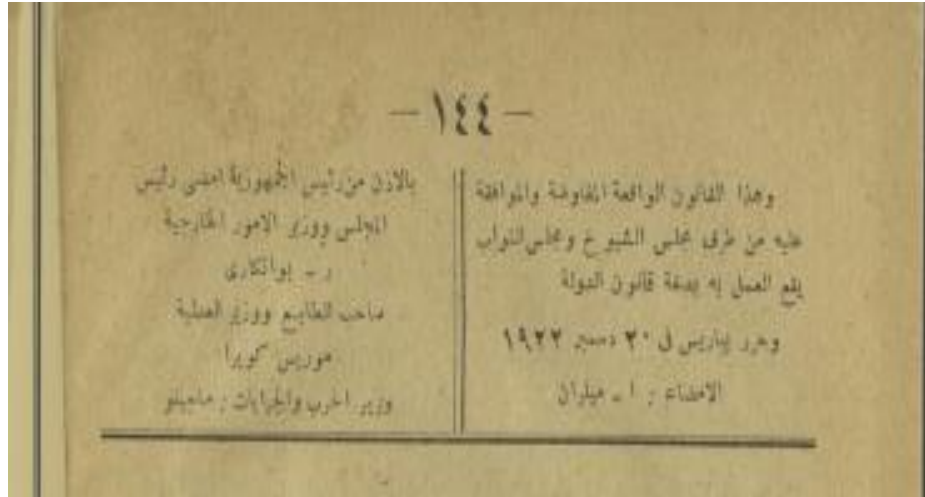 — ١٤٤ —
وهذا القانون الواقعة المفاوضة والموافقة
عليه من طرف مجلس الشيوخ ومجلس النواب
يقع العمل به بصفة قانون الدولة
وحرر بباريس في ٢٠ دسمبر ١٩٢٢
الامضاء : ا ـ ميلران
بالاذن من رئيس الجمهورية امضى رئيس
المجلس ووزير الامور الخارجية
ر ـ بوانكاري
صاحب الطابع ووزير العدلية
موريس كوبرا
وزير الحرب والجرايات : ماجينو